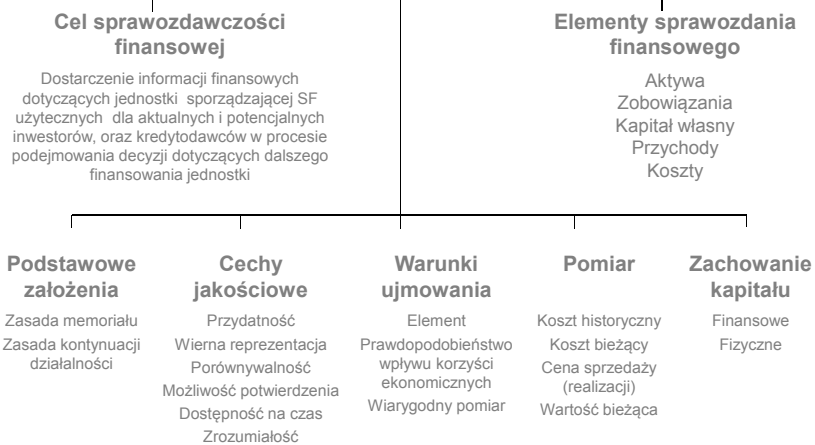 Cel sprawozdawczości
finansowej
Dostarczenie informacji finansowych
dotyczących jednostki sporządzającej SF
użytecznych dla aktualnych i potencjalnych
inwestorów, oraz kredytodawców w procesie
podejmowania decyzji dotyczących dalszego
finansowania jednostki
Elementy sprawozdania
finansowego
Aktywa
Zobowiązania
Kapitał własny
Przychody
Koszty
Podstawowe
założenia
Zasada memoriału
Zasada kontynuacji
działalności
Cechy
jakościowe
Przydatność
Wierna reprezentacja
Porównywalność
Możliwość potwierdzenia
Dostępność na czas
Zrozumiałość
Warunki
ujmowania
Element
Prawdopodobieństwo
wpływu korzyści
ekonomicznych
Wiarygodny pomiar
Pomiar
Koszt historyczny
Koszt bieżący
Cena sprzedaży
(realizacji)
Wartość bieżąca
Zachowanie
kapitału
Finansowe
Fizyczne